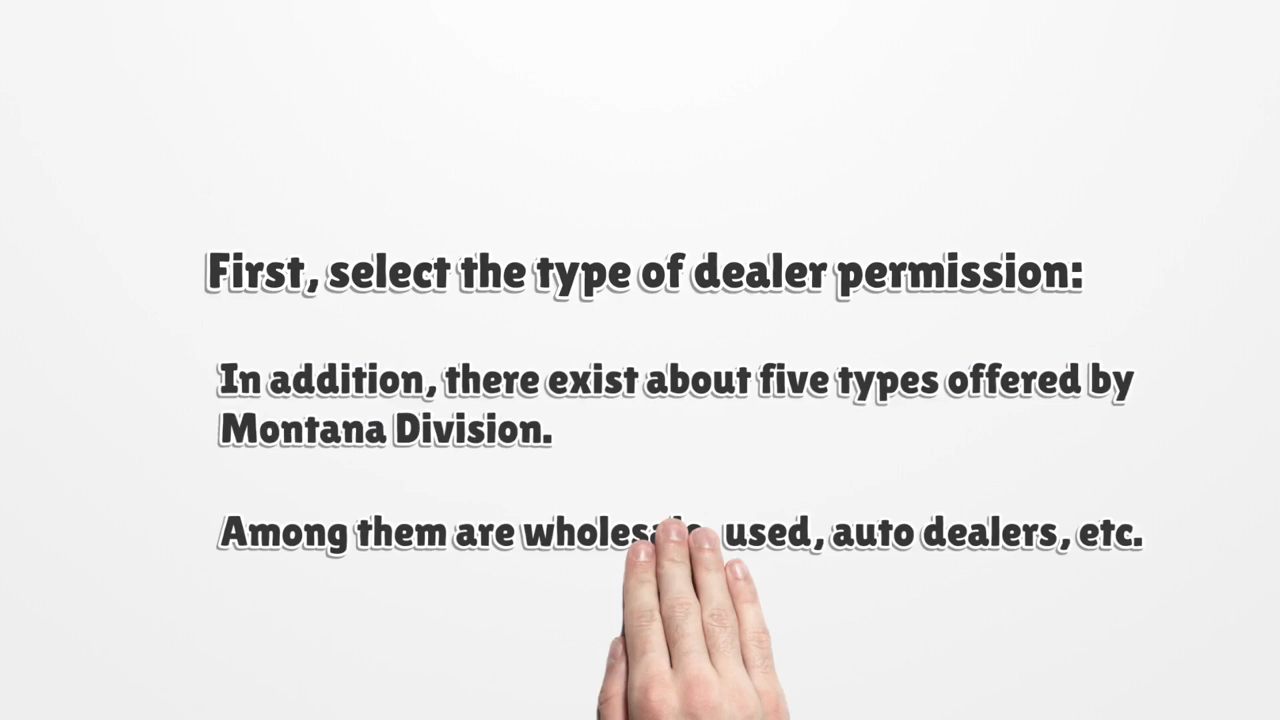 First, select the type of dealer permission:
In addition, there exist about five types offered by
Montana Division.
Among them are used, auto dealers, etc.